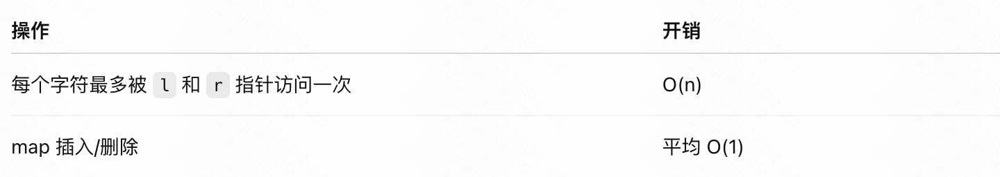 操作 开销
每个字符最多被 l 和 r 指针访问一次 O(n)
map 插入/删除 平均 O(1)